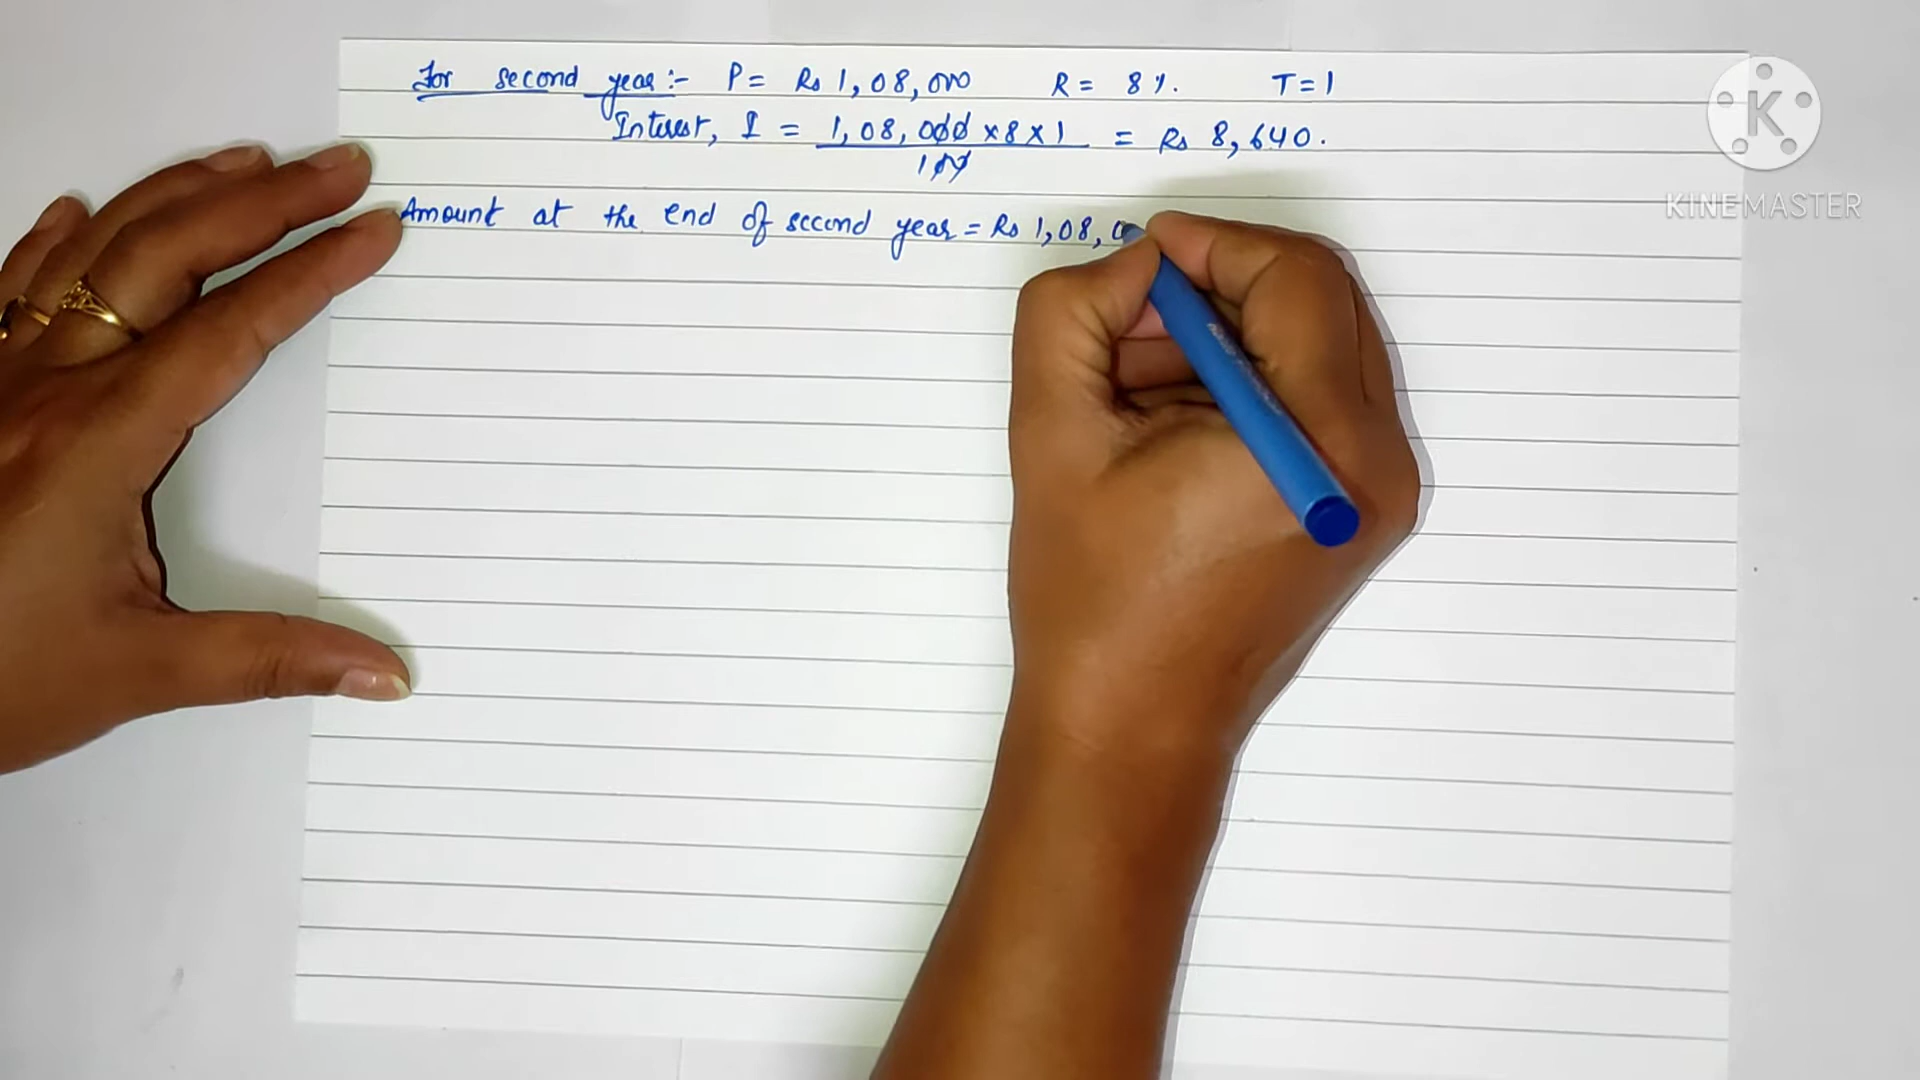 For second year:- P = Rs 1,08,000 R = 8%. T = 1
Interest, I = 1,08,000 × 8 × 1 = Rs 8,640.
100
Amount at the end of second year = Rs 1,08,0
K
KINEMASTER